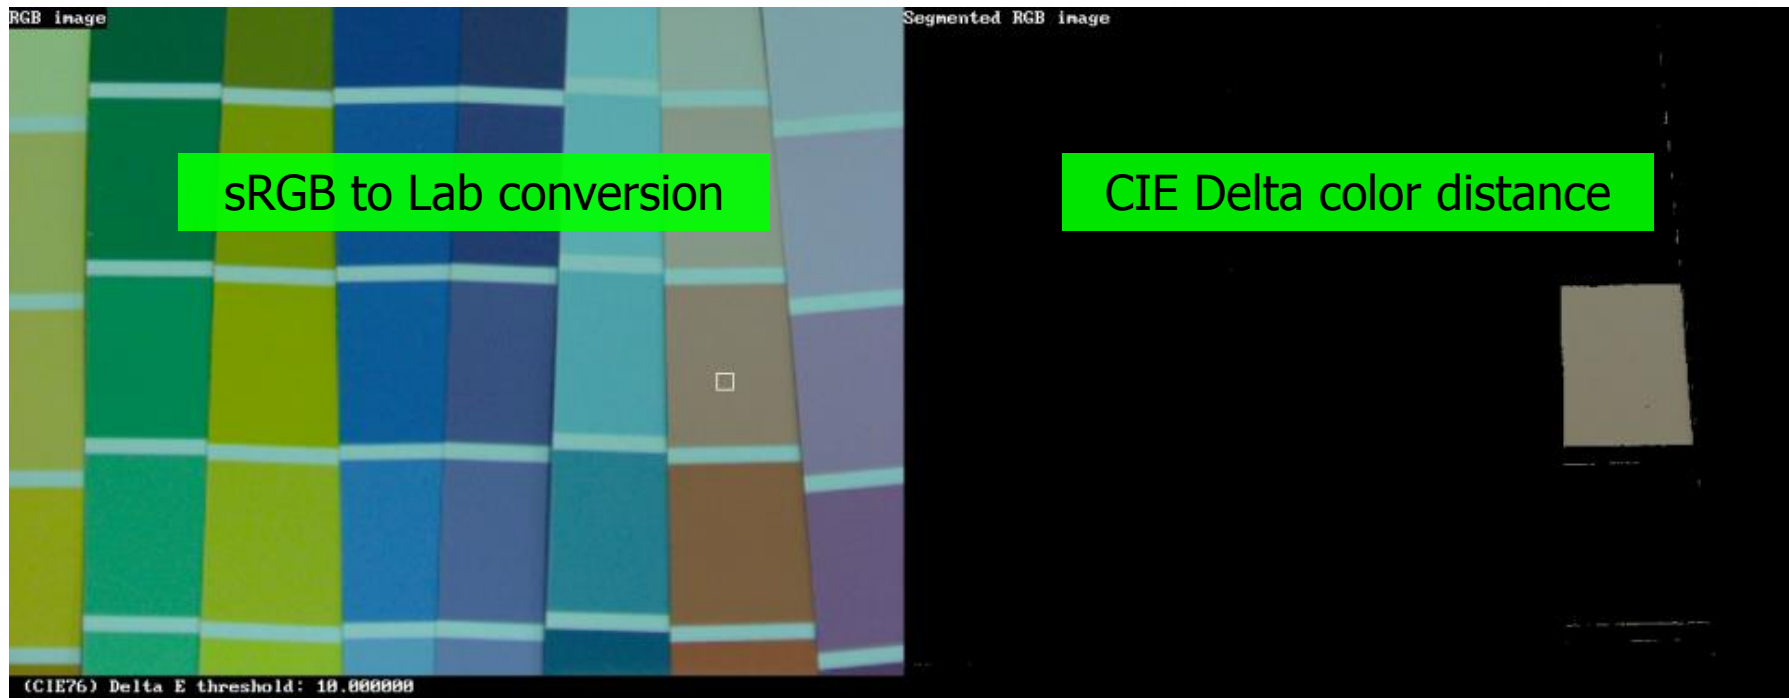 RGB image
Segmented RGB image
sRGB to Lab conversion
CIE Delta color distance
(CIE76) Delta E threshold: 10.000000